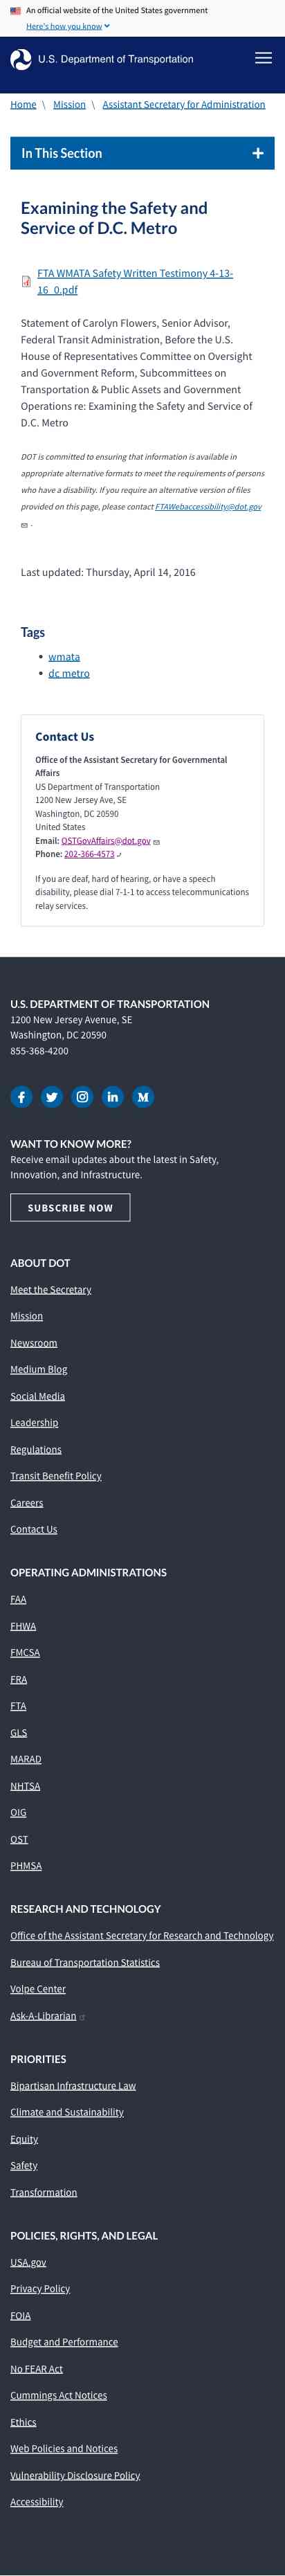 An official website of the United States government
Here's how you know
U.S. Department of Transportation
Home \ Mission \ Assistant Secretary for Administration
In This Section
Examining the Safety and
Service of D.C. Metro
FTA WMATA Safety Written Testimony 4-13-
16_0.pdf
Statement of Carolyn Flowers, Senior Advisor,
Federal Transit Administration, Before the U.S.
House of Representatives Committee on Oversight
and Government Reform, Subcommittees on
Transportation & Public Assets and Government
Operations re: Examining the Safety and Service of
D.C. Metro
DOT is committed to ensuring that information is available in
appropriate alternative formats to meet the requirements of persons
who have a disability. If you require an alternative version of files
provided on this page, please contact FTAWebaccessibility@dot.gov
.
Last updated: Thursday, April 14, 2016
Tags
• wmata
• dc metro
Contact Us
Office of the Assistant Secretary for Governmental
Affairs
US Department of Transportation
1200 New Jersey Ave, SE
Washington, DC 20590
United States
Email: OSTGovAffairs@dot.gov
Phone: 202-366-4573
If you are deaf, hard of hearing, or have a speech
disability, please dial 7-1-1 to access telecommunications
relay services.
U.S. DEPARTMENT OF TRANSPORTATION
1200 New Jersey Avenue, SE
Washington, DC 20590
855-368-4200
WANT TO KNOW MORE?
Receive email updates about the latest in Safety,
Innovation, and Infrastructure.
SUBSCRIBE NOW
ABOUT DOT
Meet the Secretary
Mission
Newsroom
Medium Blog
Social Media
Leadership
Regulations
Transit Benefit Policy
Careers
Contact Us
OPERATING ADMINISTRATIONS
FAA
FHWA
FMCSA
FRA
FTA
GLS
MARAD
NHTSA
OIG
OST
PHMSA
RESEARCH AND TECHNOLOGY
Office of the Assistant Secretary for Research and Technology
Bureau of Transportation Statistics
Volpe Center
Ask-A-Librarian
PRIORITIES
Bipartisan Infrastructure Law
Climate and Sustainability
Equity
Safety
Transformation
POLICIES, RIGHTS, AND LEGAL
USA.gov
Privacy Policy
FOIA
Budget and Performance
No FEAR Act
Cummings Act Notices
Ethics
Web Policies and Notices
Vulnerability Disclosure Policy
Accessibility